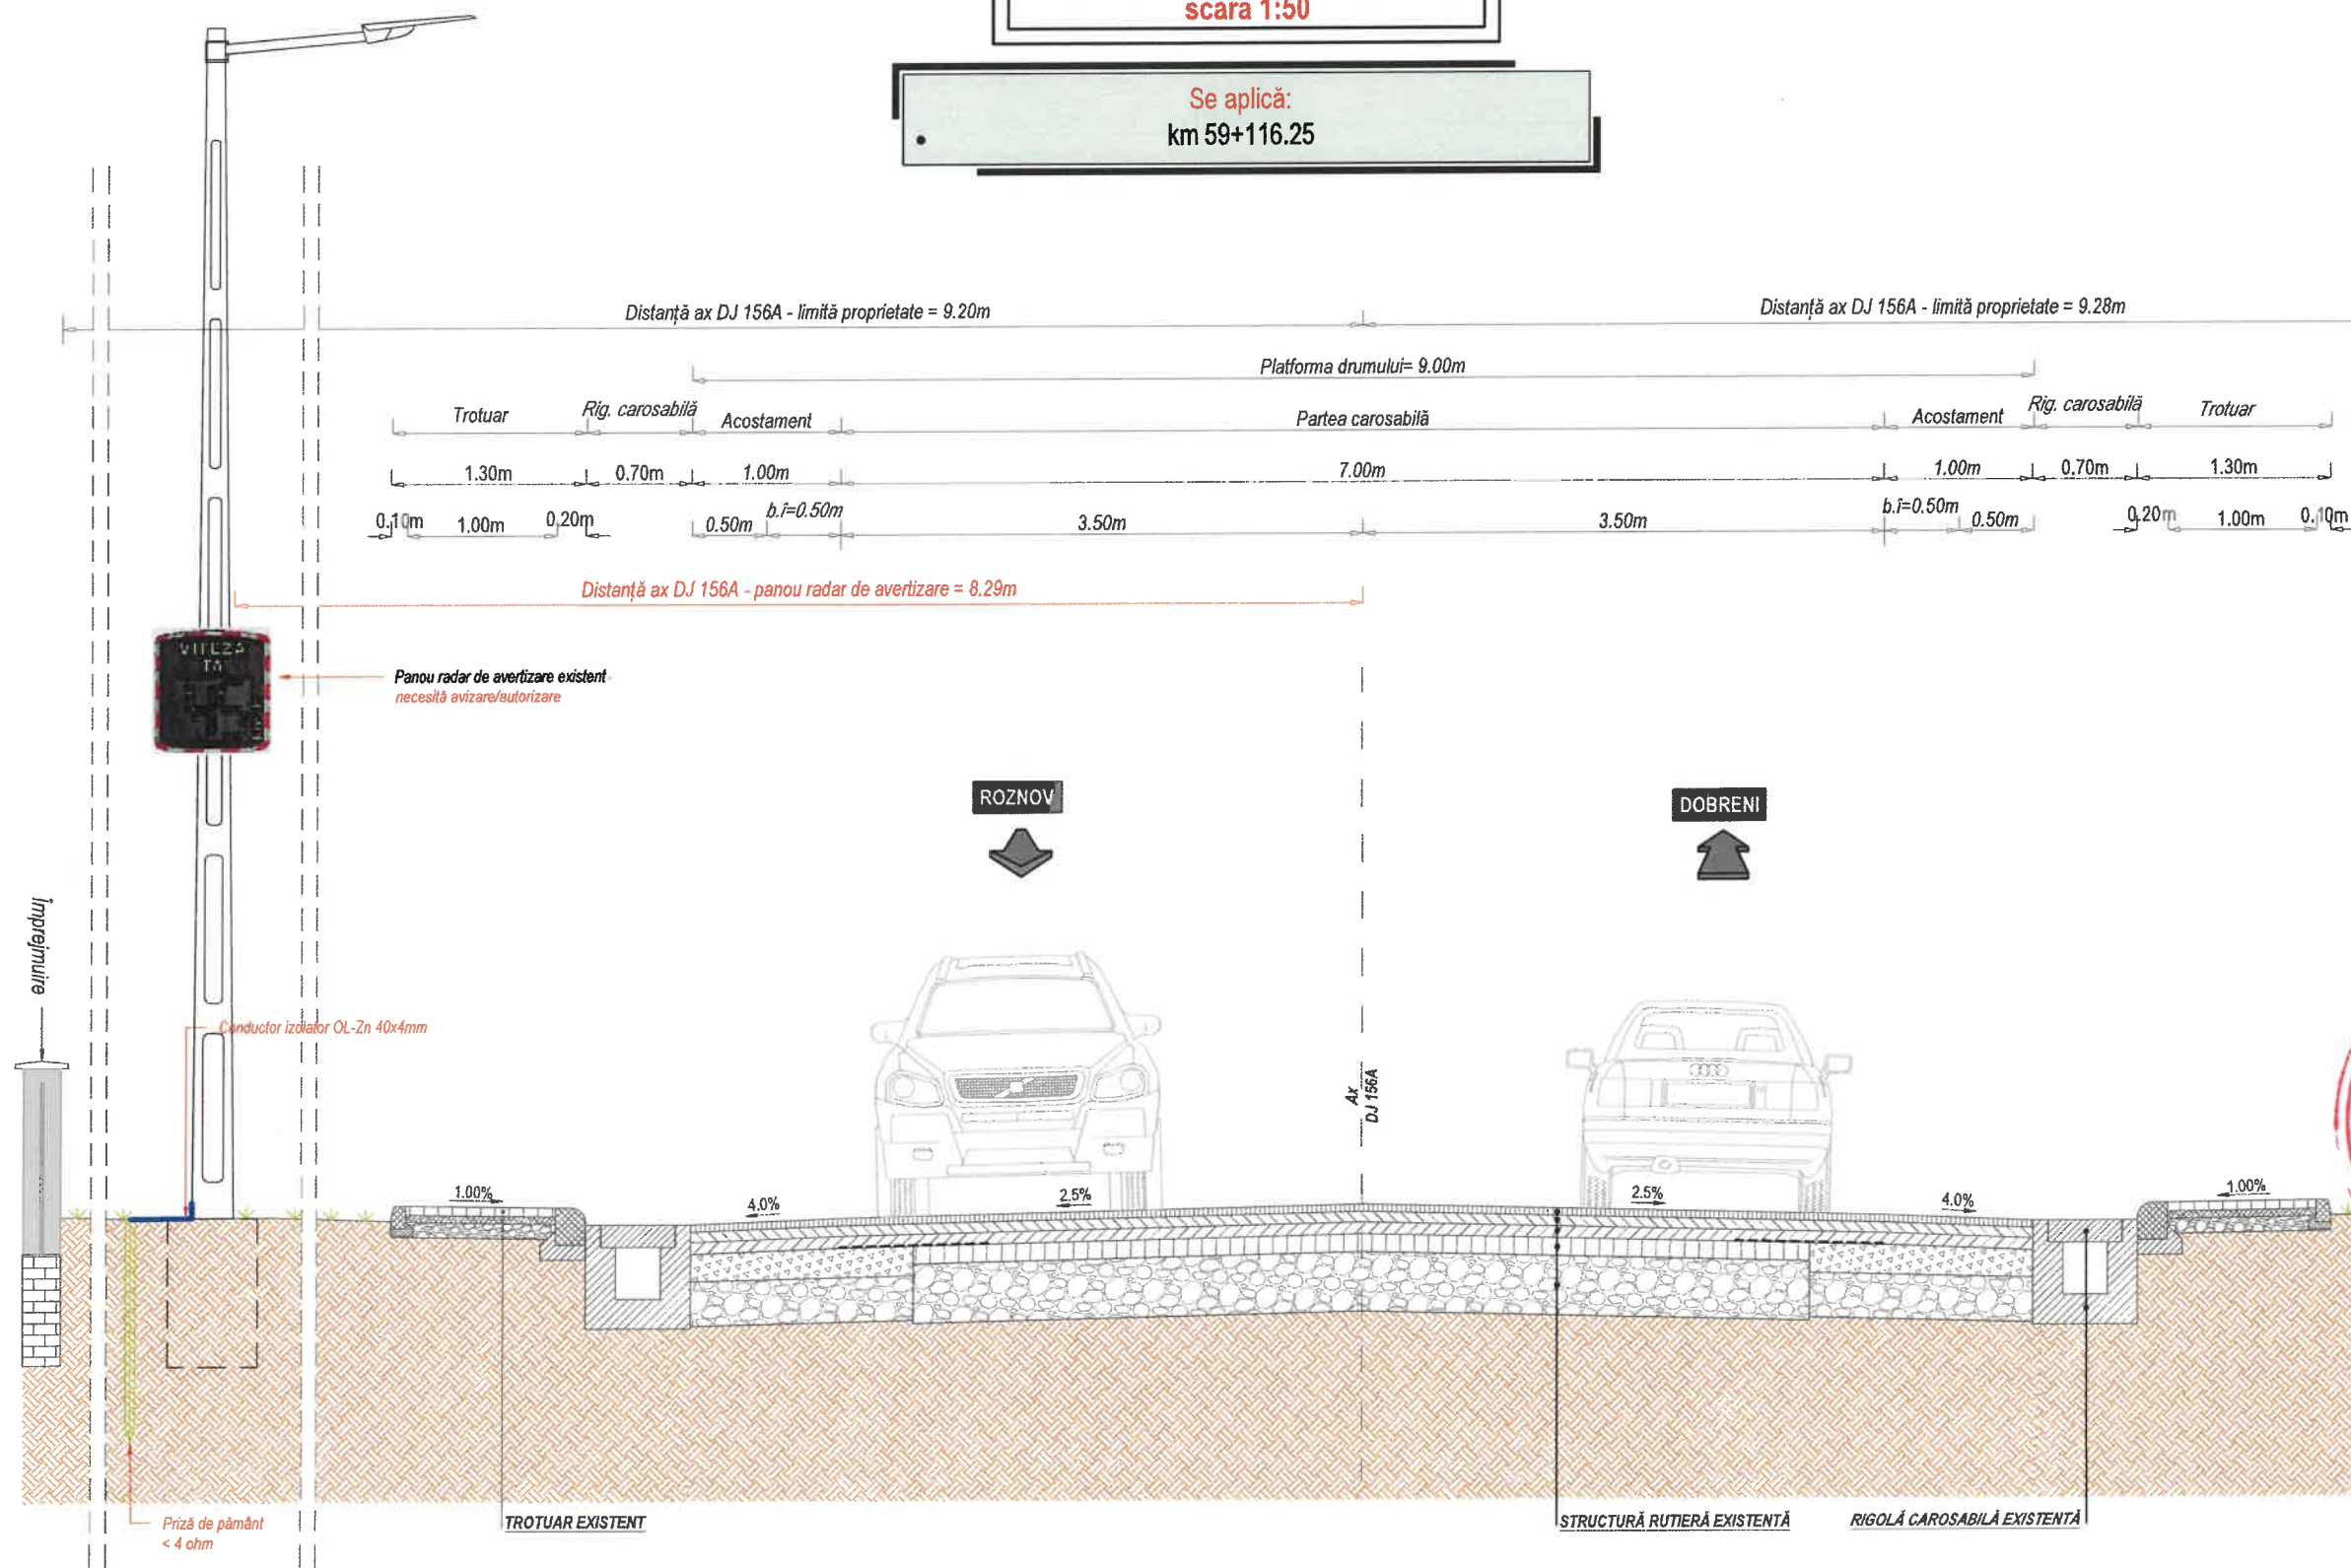 scara 1:50
Se aplică:
• km 59+116.25
Distanță ax DJ 156A - limită proprietate = 9.20m
Distanță ax DJ 156A - limită proprietate = 9.28m
Platforma drumului= 9.00m
Trotuar
Rig. carosabilă
Acostament
Partea carosabilă
Acostament
Rig. carosabilă
Trotuar
1.30m
0.70m
1.00m
7.00m
1.00m
0.70m
1.30m
0.10m
1.00m
0.20m
0.50m
b.î=0.50m
3.50m
3.50m
b.î=0.50m
0.50m
0.20m
1.00m
0.10m
Distanță ax DJ 156A - panou radar de avertizare = 8.29m
VITEZA
TA
Panou radar de avertizare existent
necesită avizare/autorizare
ROZNOV
DOBRENI
Împrejmuire
Conductor izolator OL-Zn 40x4mm
Ax
DJ 156A
1.00%
4.0%
2.5%
2.5%
4.0%
1.00%
Priză de pământ
< 4 ohm
TROTUAR EXISTENT
STRUCTURĂ RUTIERĂ EXISTENTĂ
RIGOLĂ CAROSABILĂ EXISTENTĂ